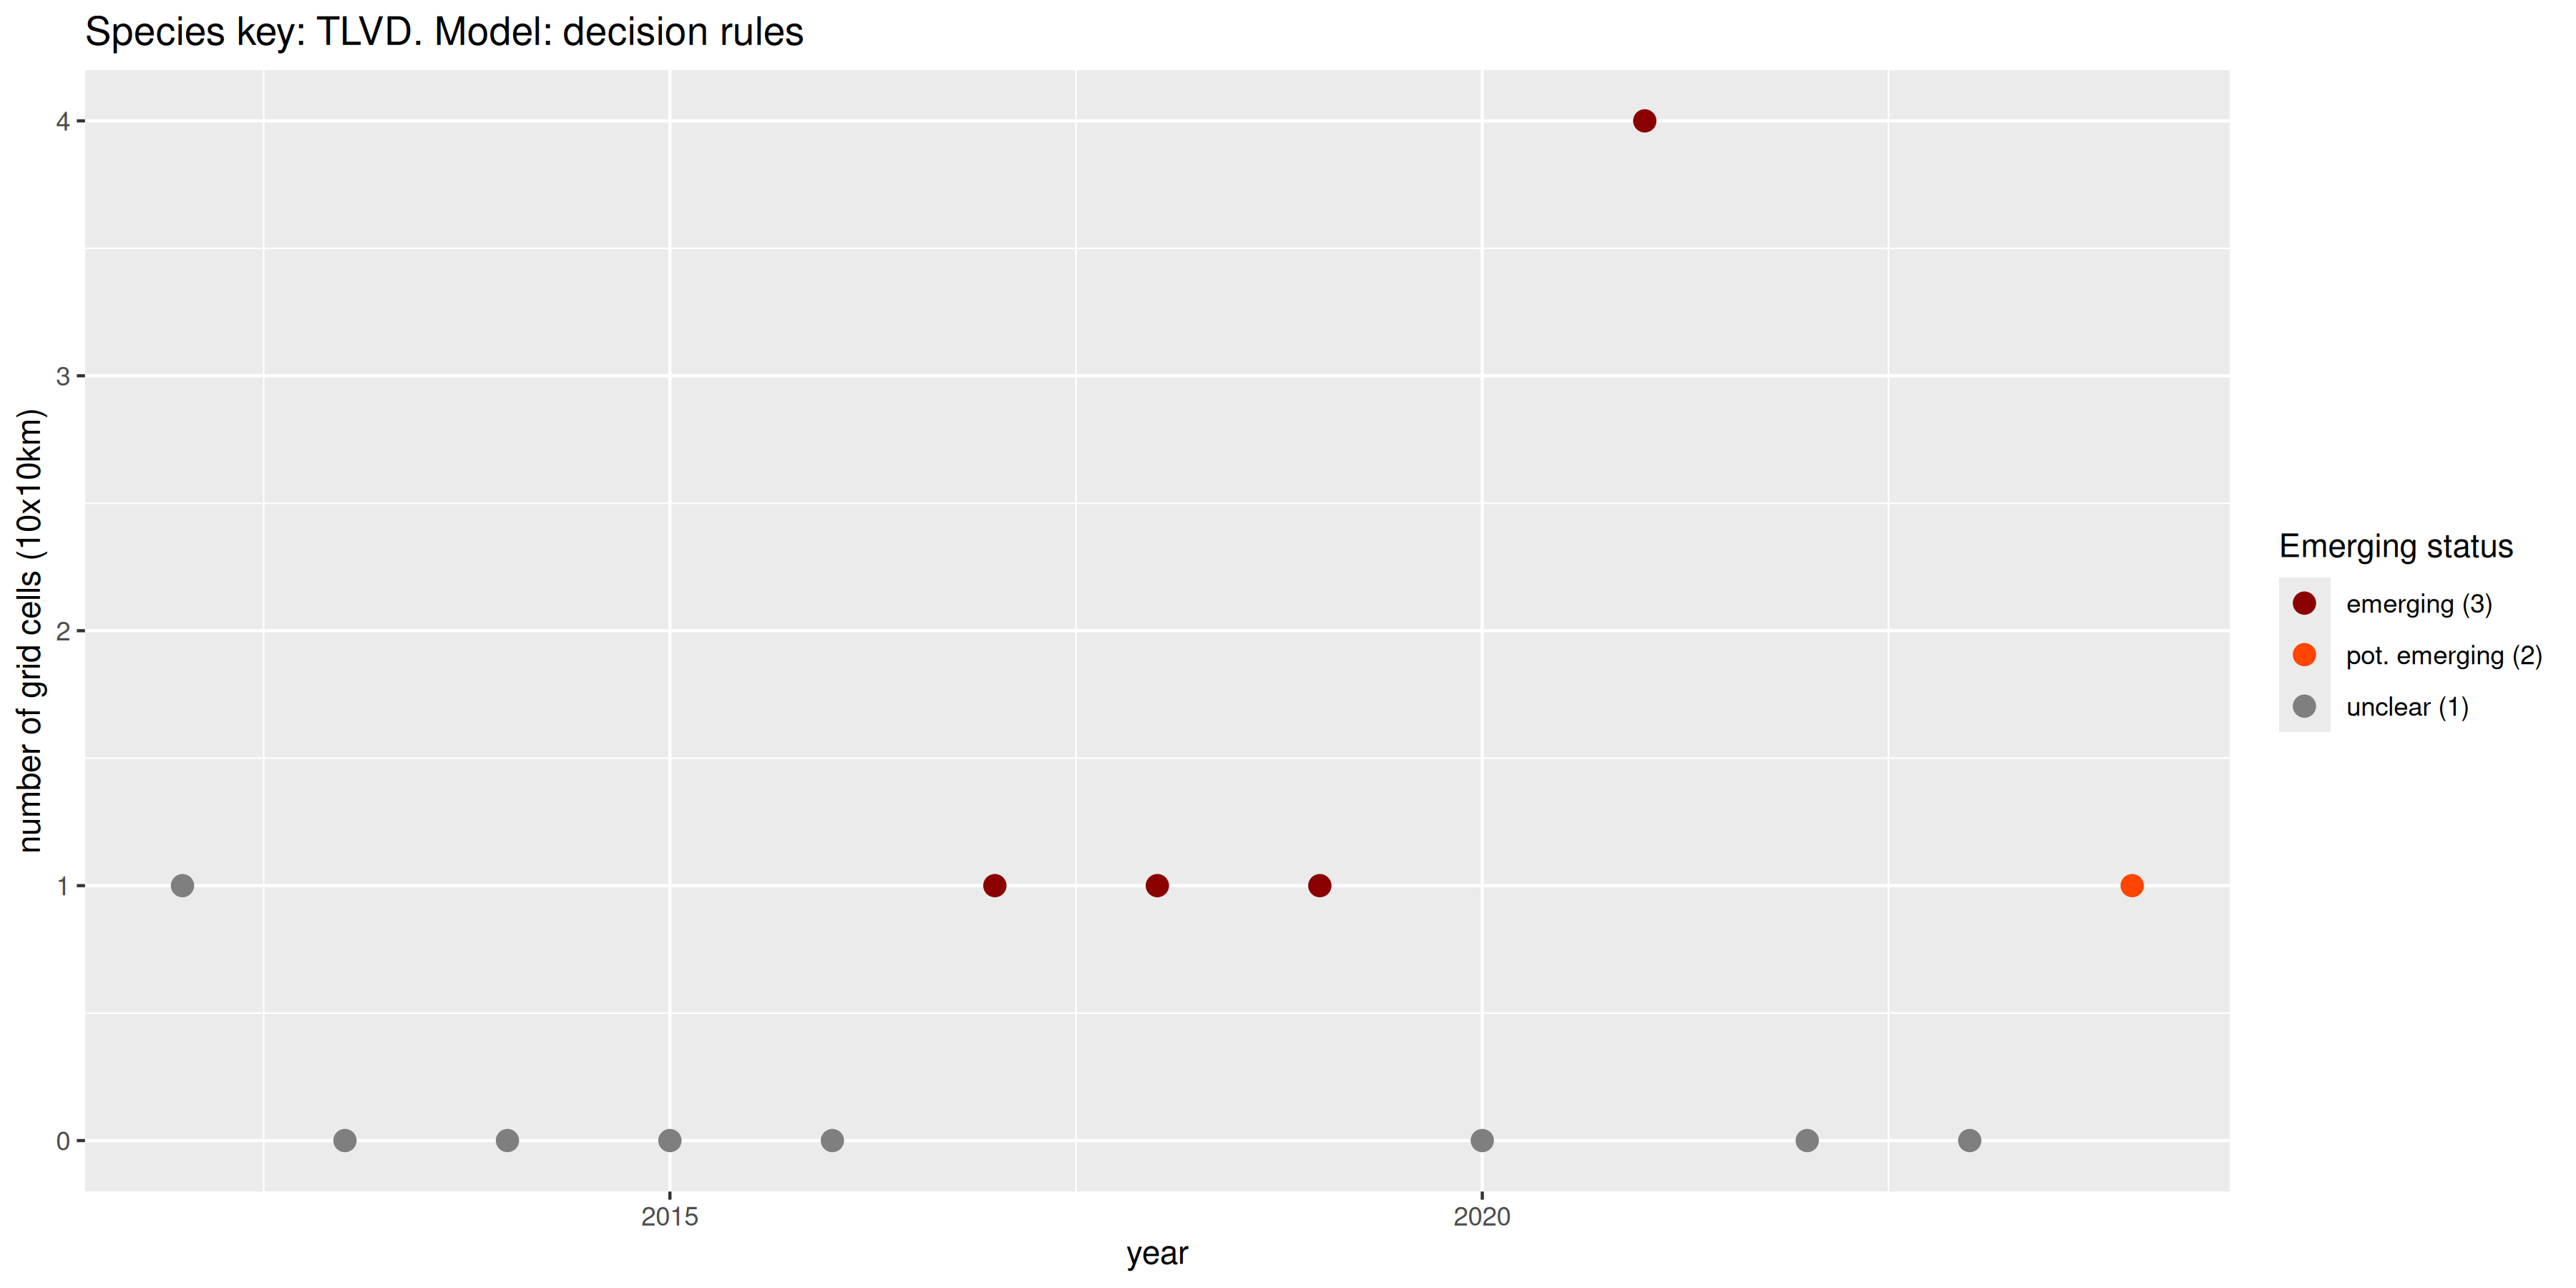 Species key: TLVD. Model: decision rules
4
3
2
1
0
number of grid cells (10x10km)
2015
2020
year
Emerging status
emerging (3)
pot. emerging (2)
unclear (1)